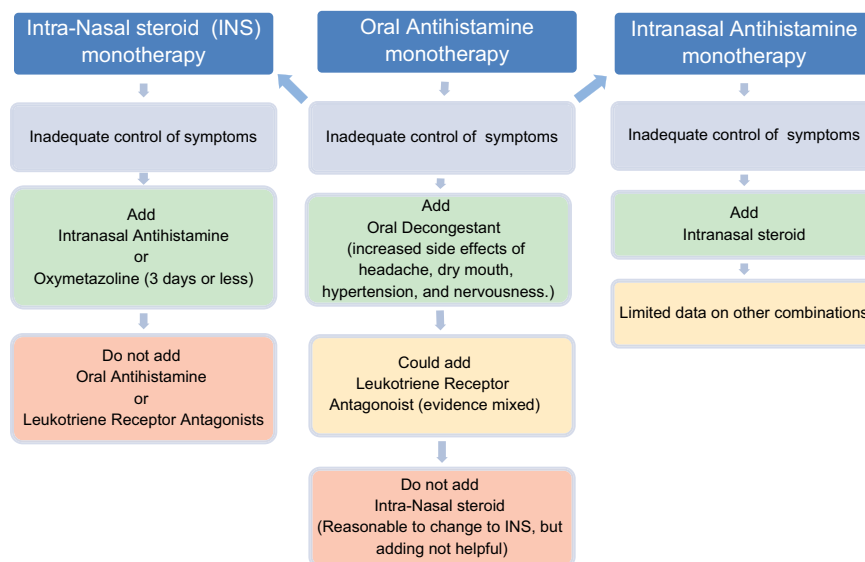 Intra-Nasal steroid (INS)
monotherapy
Inadequate control of symptoms
Add
Intranasal Antihistamine
or
Oxymetazoline (3 days or less)
Do not add
Oral Antihistamine
or
Leukotriene Receptor Antagonists
Oral Antihistamine
monotherapy
Inadequate control of symptoms
Add
Oral Decongestant
(increased side effects of
headache, dry mouth,
hypertension, and nervousness.)
Could add
Leukotriene Receptor
Antagonoist (evidence mixed)
Do not add
Intra-Nasal steroid
(Reasonable to change to INS, but
adding not helpful)
Intranasal Antihistamine
monotherapy
Inadequate control of symptoms
Add
Intranasal steroid
Limited data on other combinations